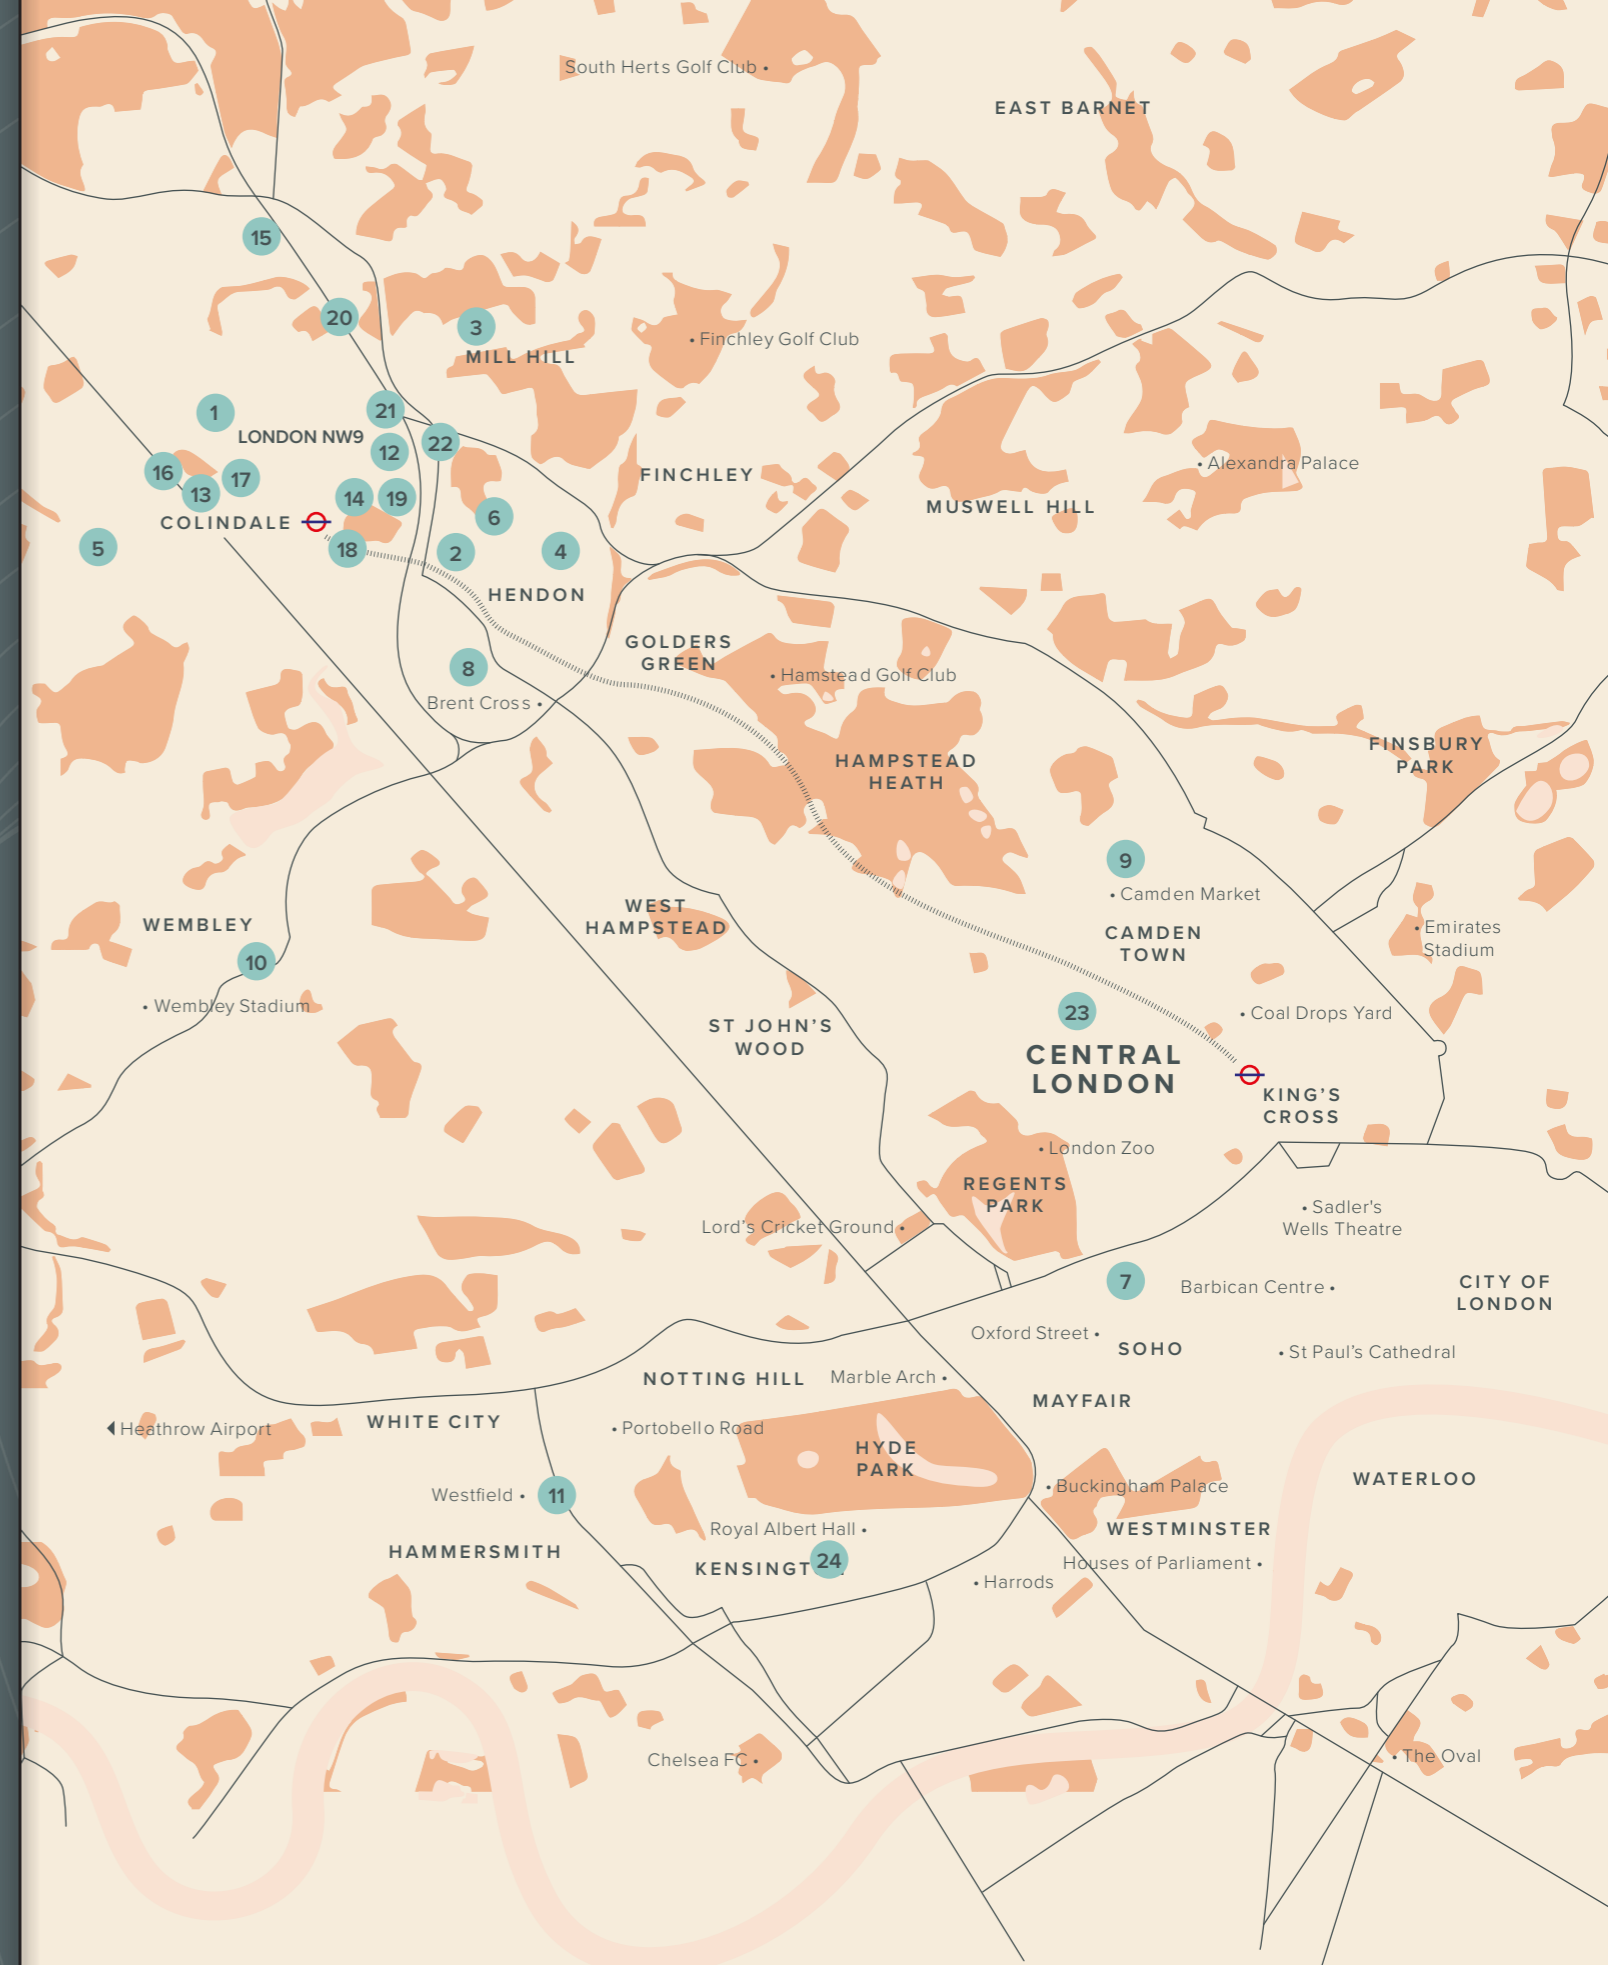 South Herts Golf Club •
EAST BARNET
15
20
3
MILL HILL
• Finchley Golf Club
1
21
LONDON NW9
12
22
16
17
13
14
19
FINCHLEY
• Alexandra Palace
MUSWELL HILL
COLINDALE
6
5
18
2
4
HENDON
GOLDERS
GREEN
8
• Hamstead Golf Club
Brent Cross •
FINSBURY
PARK
HAMPSTEAD
HEATH
9
• Camden Market
WEST
HAMPSTEAD
WEMBLEY
CAMDEN
TOWN
• Emirates
Stadium
10
• Wembley Stadium
23
• Coal Drops Yard
ST JOHN’S
WOOD
CENTRAL
LONDON
KING’S
CROSS
• London Zoo
REGENTS
PARK
• Sadler's
Wells Theatre
Lord’s Cricket Ground •
7
Barbican Centre •
CITY OF
LONDON
Oxford Street •
SOHO
• St Paul’s Cathedral
NOTTING HILL
Marble Arch •
MAYFAIR
WHITE CITY
Heathrow Airport
• Portobello Road
HYDE
PARK
WATERLOO
Westfield •
11
• Buckingham Palace
Royal Albert Hall •
WESTMINSTER
HAMMERSMITH
KENSINGT
24
Houses of Parliament •
• Harrods
Chelsea FC •
• The Oval